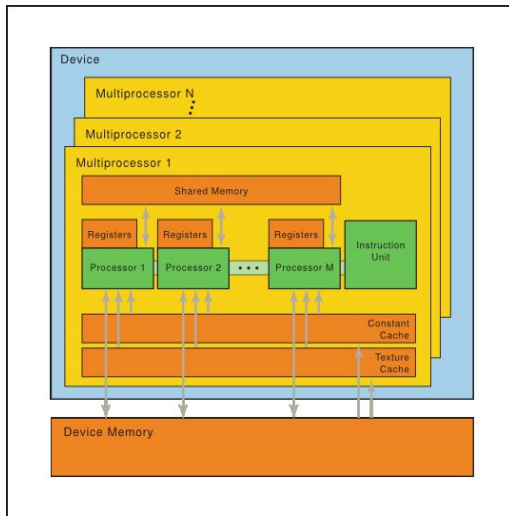 Device
Multiprocessor N
Multiprocessor 2
Multiprocessor 1
Shared Memory
Registers
Registers
Registers
Processor 1
Processor 2
Processor M
Instruction
Unit
Constant
Cache
Texture
Cache
Device Memory